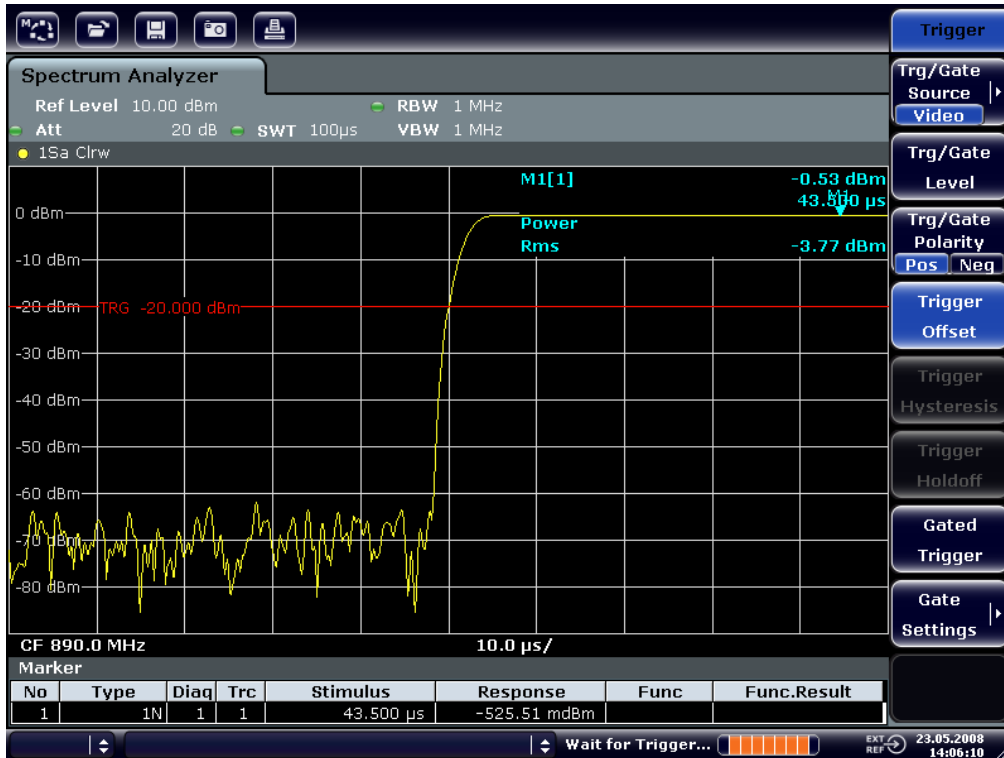 Trigger
Spectrum Analyzer
Ref Level 10.00 dBm RBW 1 MHz
Att 20 dB SWT 100µs VBW 1 MHz
1Sa Clrw
M1[1] -0.53 dBm
43.500 µs
M1
Power
Rms -3.77 dBm
0 dBm
-10 dBm
-20 dBm
TRG -20.000 dBm
-30 dBm
-40 dBm
-50 dBm
-60 dBm
-70 dBm
-80 dBm
CF 890.0 MHz 10.0 µs/
Marker
No Type Diag Trc Stimulus Response Func Func.Result
1 1N 1 1 43.500 µs -525.51 mdBm
Wait for Trigger...
EXT REF
23.05.2008
14:06:10
Trg/Gate
Source
Video
Trg/Gate
Level
Trg/Gate
Polarity
Pos Neg
Trigger
Offset
Trigger
Hysteresis
Trigger
Holdoff
Gated
Trigger
Gate
Settings